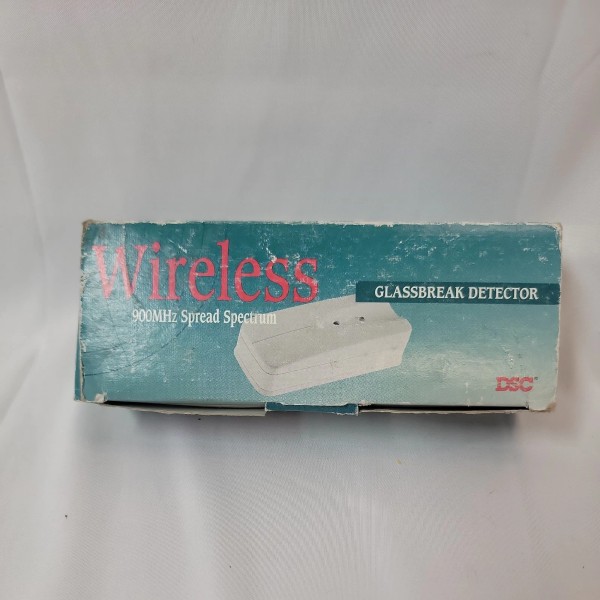 Wireless
900MHz Spread Spectrum
GLASSBREAK DETECTOR
DSC